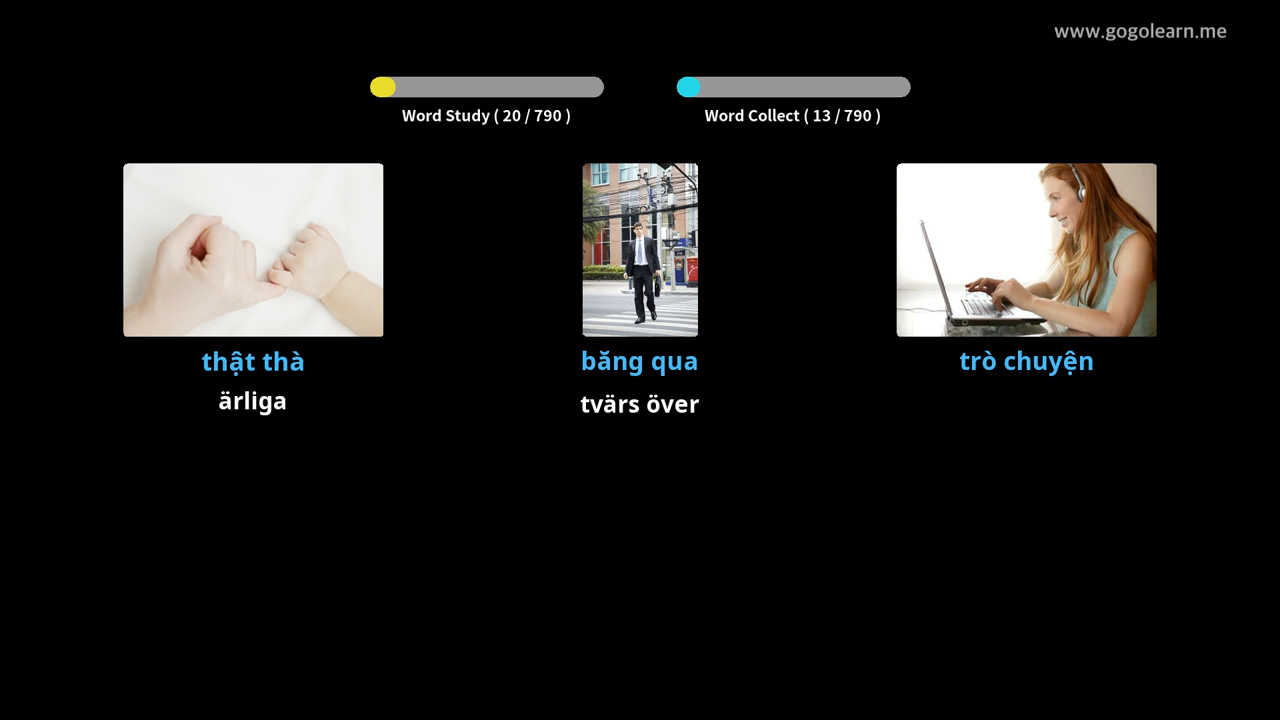 www.gogolearn.me
Word Study ( 20 / 790 )
Word Collect ( 13 / 790 )
thật thà
băng qua
trò chuyện
ärliga
tvärs över